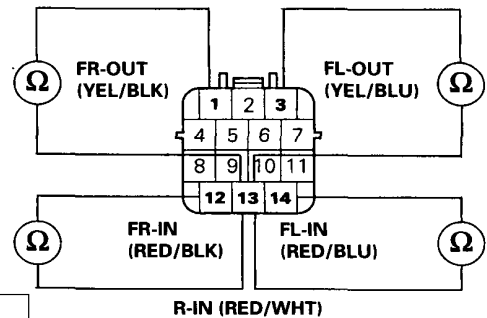 FR-OUT
(YEL/BLK)
FL-OUT
(YEL/BLU)
Ω
Ω
1 2 3
4 5 6 7
8 9 10 11
12 13 14
FR-IN
(RED/BLK)
FL-IN
(RED/BLU)
Ω
Ω
R-IN (RED/WHT)